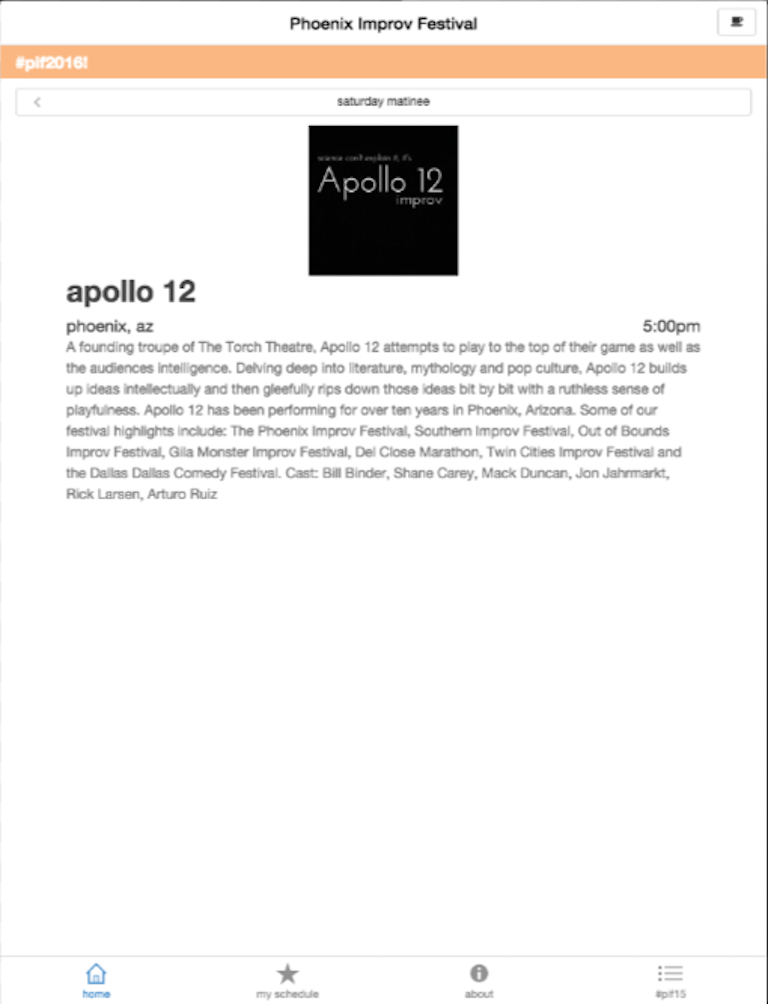 Phoenix Improv Festival
#pif2016!
saturday matinee
science can't explain it, it's
Apollo 12
improv
apollo 12
phoenix, az 5:00pm
A founding troupe of The Torch Theatre, Apollo 12 attempts to play to the top of their game as well as
the audiences intelligence. Delving deep into literature, mythology and pop culture, Apollo 12 builds
up ideas intellectually and then gleefully rips down those ideas bit by bit with a ruthless sense of
playfulness. Apollo 12 has been performing for over ten years in Phoenix, Arizona. Some of our
festival highlights include: The Phoenix Improv Festival, Southern Improv Festival, Out of Bounds
Improv Festival, Gila Monster Improv Festival, Del Close Marathon, Twin Cities Improv Festival and
the Dallas Dallas Comedy Festival. Cast: Bill Binder, Shane Carey, Mack Duncan, Jon Jahrmarkt,
Rick Larsen, Arturo Ruiz
home my schedule about #pif15